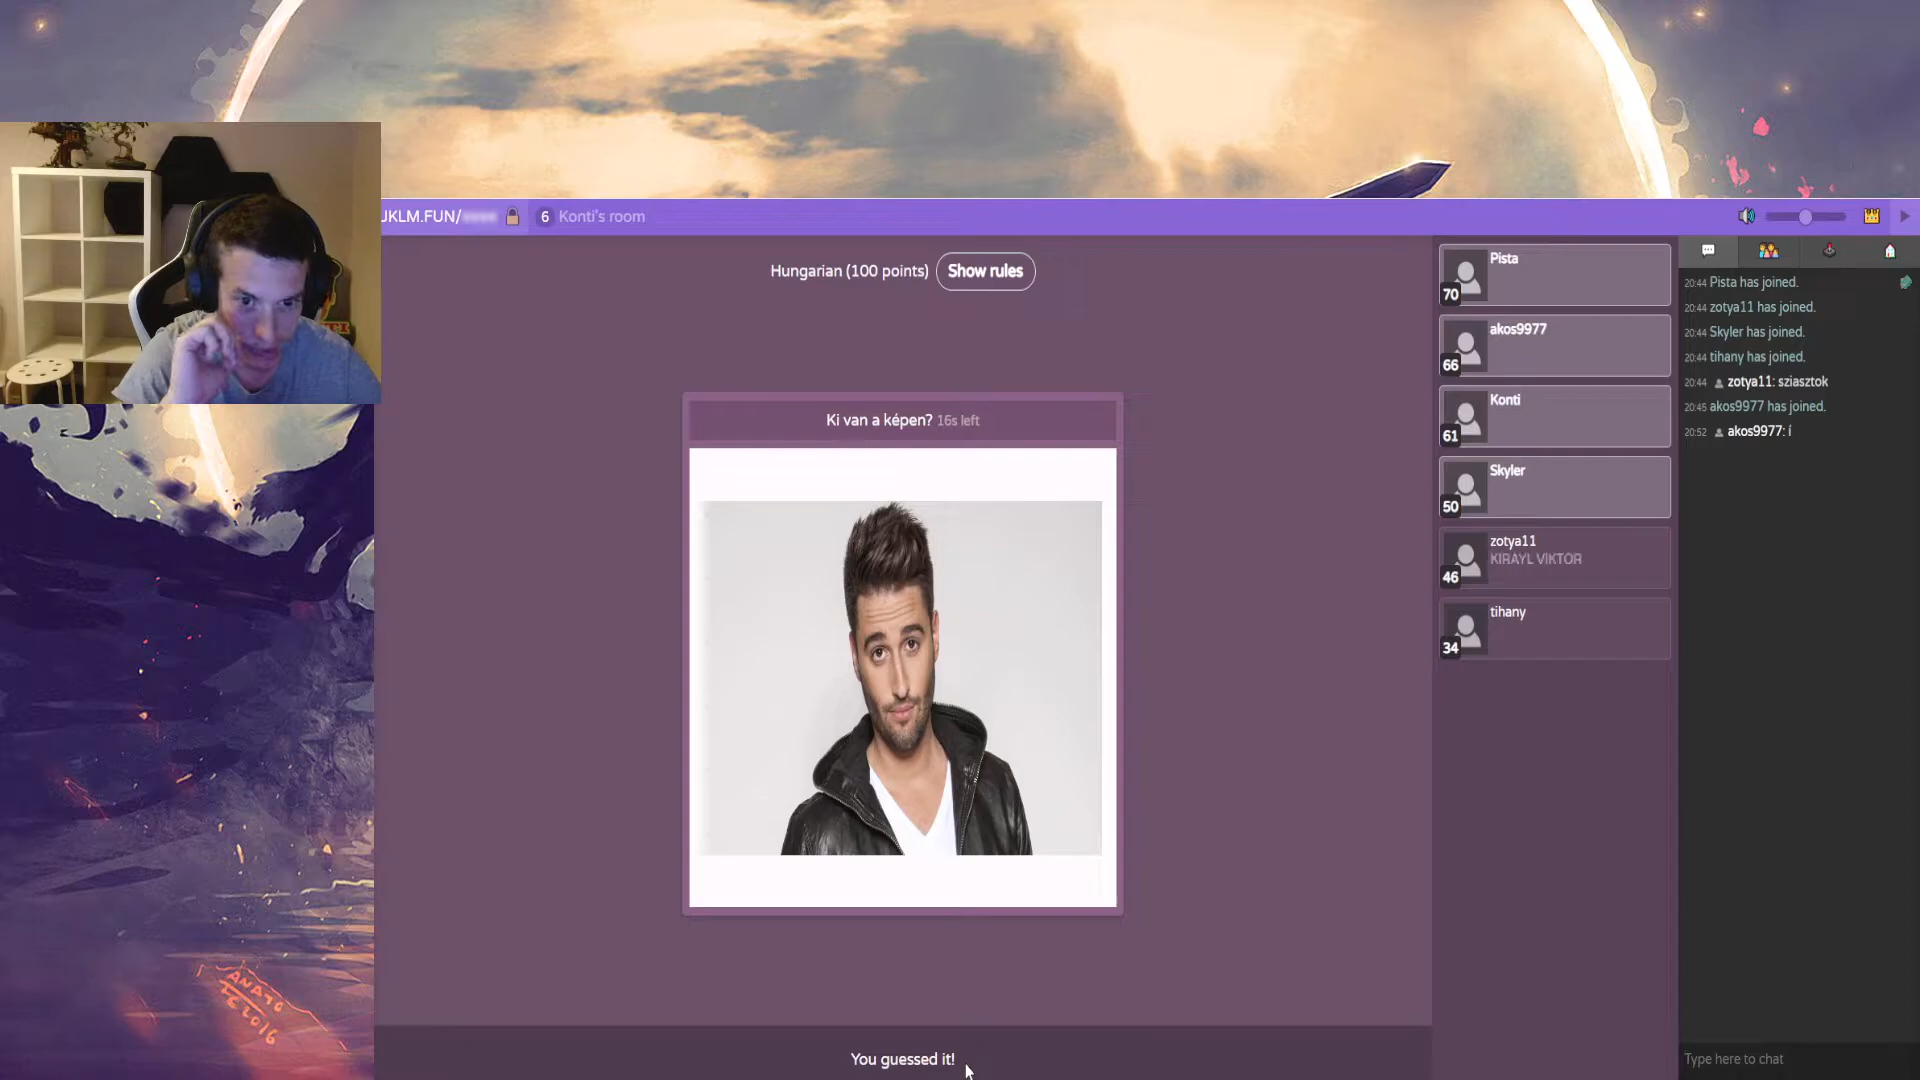 JKLM.FUN/
6 Konti's room
Hungarian (100 points) Show rules
Ki van a képen? 16s left
You guessed it!
Pista
70
akos9977
66
Konti
61
Skyler
50
zotya11
KIRAYL VIKTOR
46
tihany
34
20:44 Pista has joined.
20:44 zotya11 has joined.
20:44 Skyler has joined.
20:44 tihany has joined.
20:44 zotya11: sziasztok
20:45 akos9977 has joined.
20:52 akos9977: í
Type here to chat
ANATO
2016